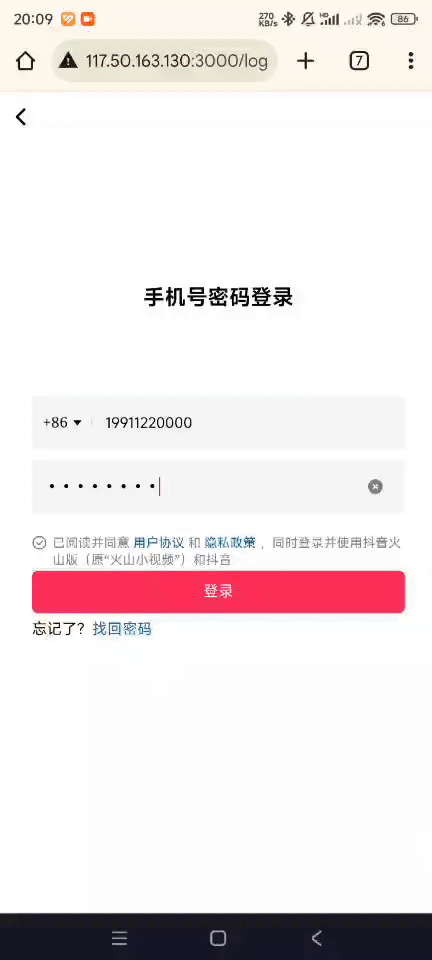 20:09
270 KB/s
HD
6
86
117.50.163.130:3000/log
7
手机号密码登录
+86
19911220000
已阅读并同意 用户协议 和 隐私政策 ，同时登录并使用抖音火
山版（原“火山小视频”）和抖音
登录
忘记了？找回密码